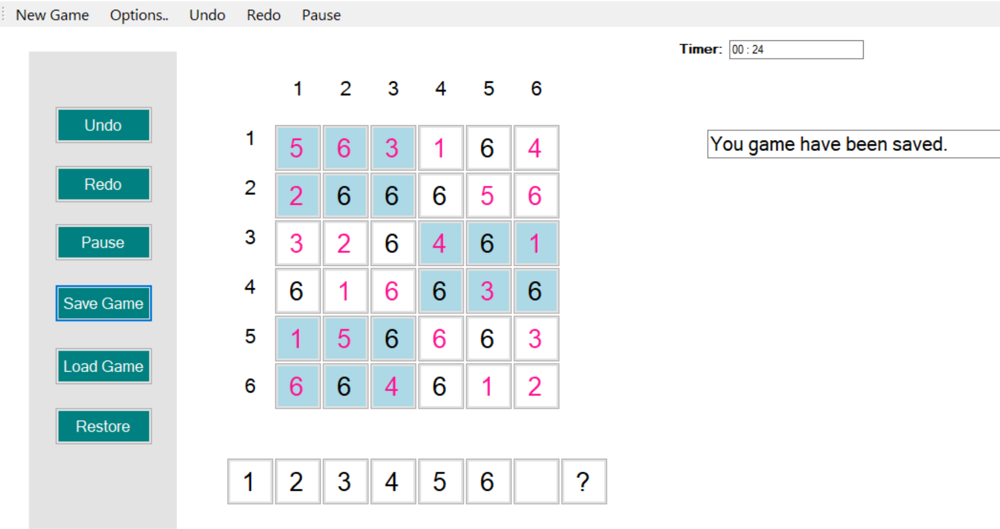 New Game Options.. Undo Redo Pause
Timer: 00 : 24
Undo
Redo
Pause
Save Game
Load Game
Restore
1 2 3 4 5 6
1 5 6 3 1 6 4
2 2 6 6 6 5 6
3 3 2 6 4 6 1
4 6 1 6 6 3 6
5 1 5 6 6 6 3
6 6 6 4 6 1 2
1 2 3 4 5 6 ?
You game have been saved.